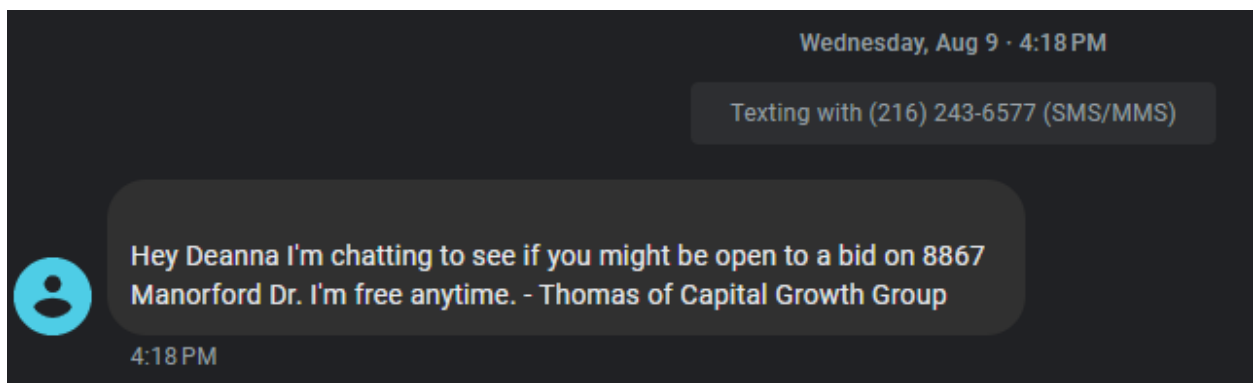 Wednesday, Aug 9 · 4:18 PM
Texting with (216) 243-6577 (SMS/MMS)
Hey Deanna I'm chatting to see if you might be open to a bid on 8867
Manorford Dr. I'm free anytime. - Thomas of Capital Growth Group
4:18 PM